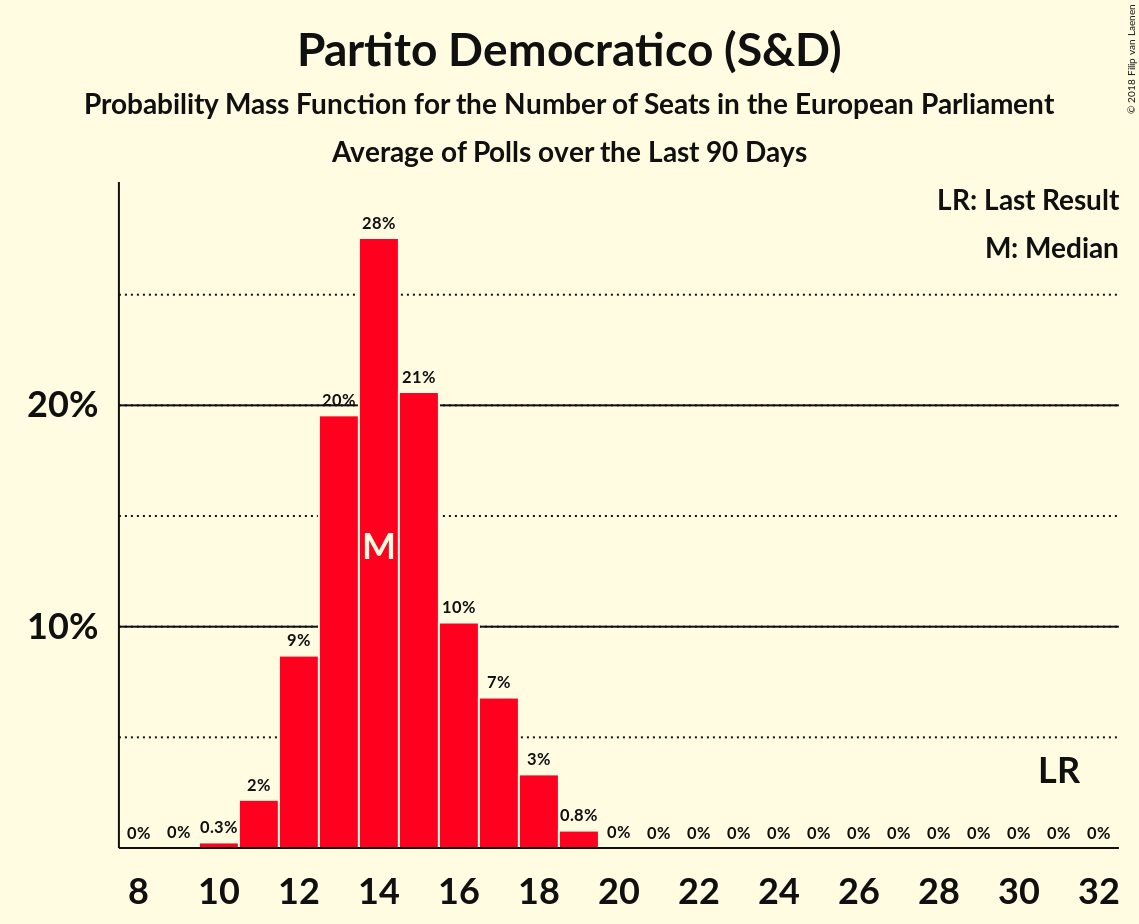 Partito Democratico (S&D)
Probability Mass Function for the Number of Seats in the European Parliament
Average of Polls over the Last 90 Days
© 2018 Filip van Laenen
LR: Last Result
M: Median
28%
21%
20%
20%
M
10%
10%
9%
7%
3%
LR
2%
0.8%
0.3%
0% 0% 0% 0% 0% 0% 0% 0% 0% 0% 0% 0% 0% 0% 0%
8 10 12 14 16 18 20 22 24 26 28 30 32